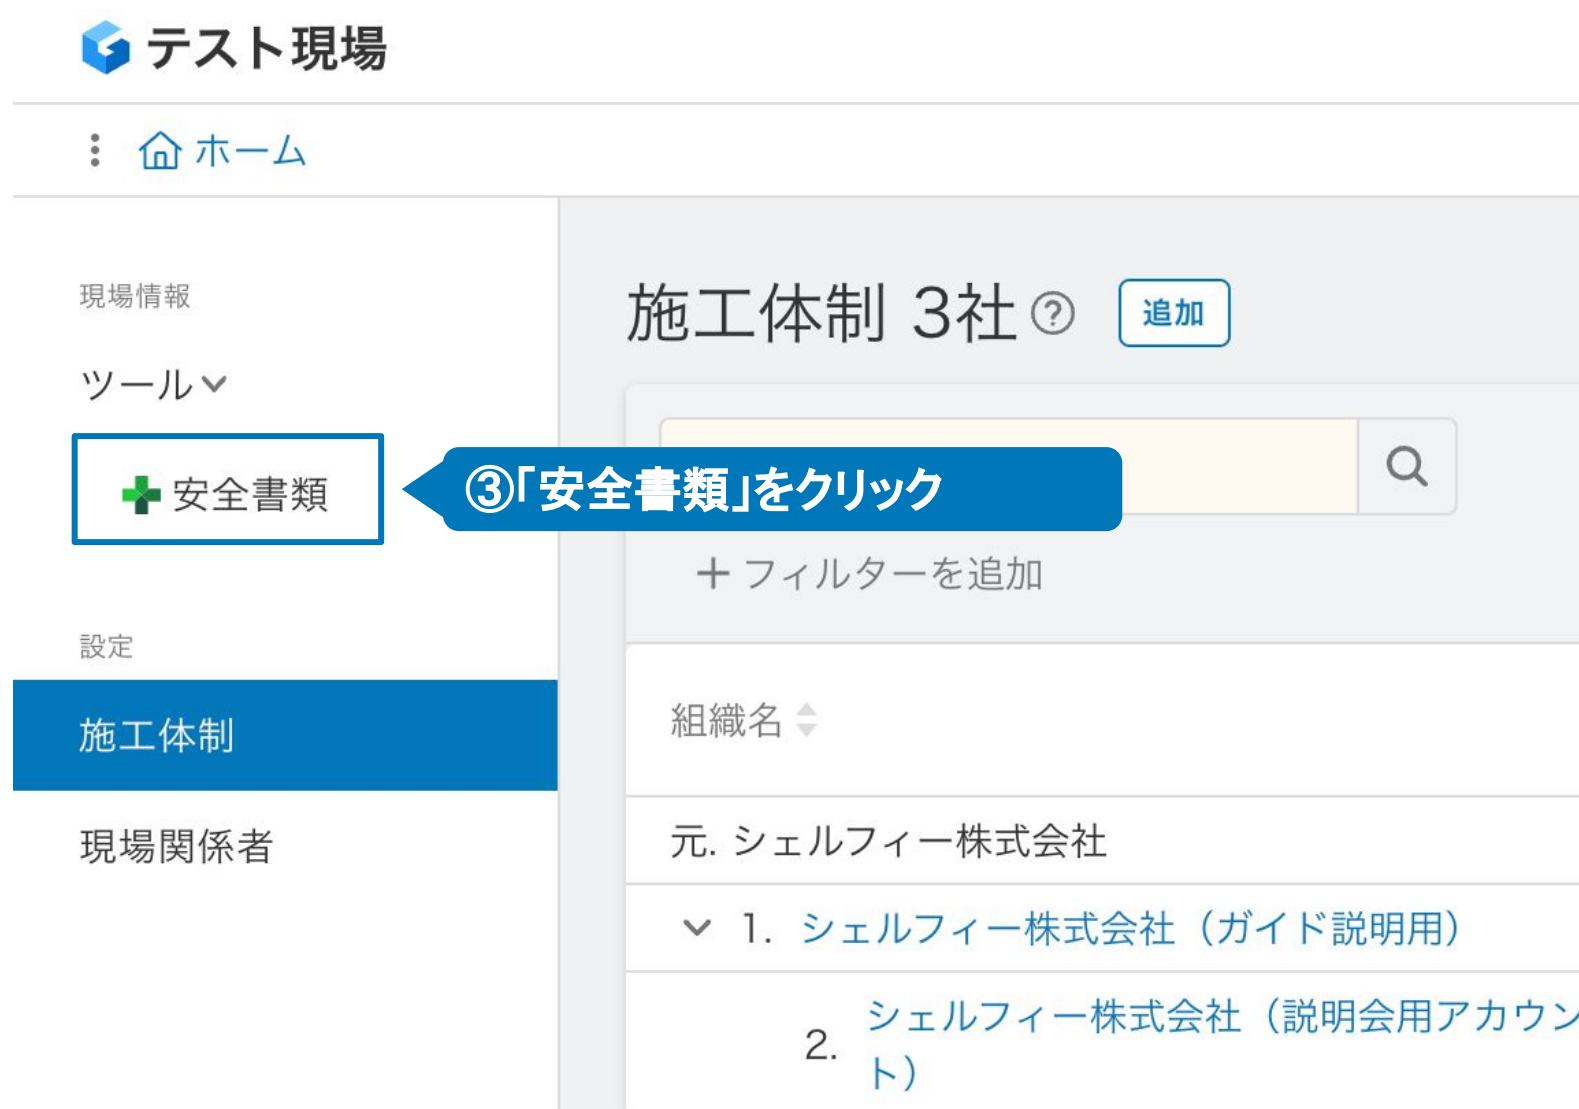 テスト現場
ホーム
現場情報
ツール
安全書類
③「安全書類」をクリック
設定
施工体制
現場関係者
施工体制 3社
追加
+ フィルターを追加
組織名
元. シェルフィー株式会社
1. シェルフィー株式会社（ガイド説明用）
2. シェルフィー株式会社（説明会用アカウン
ト）